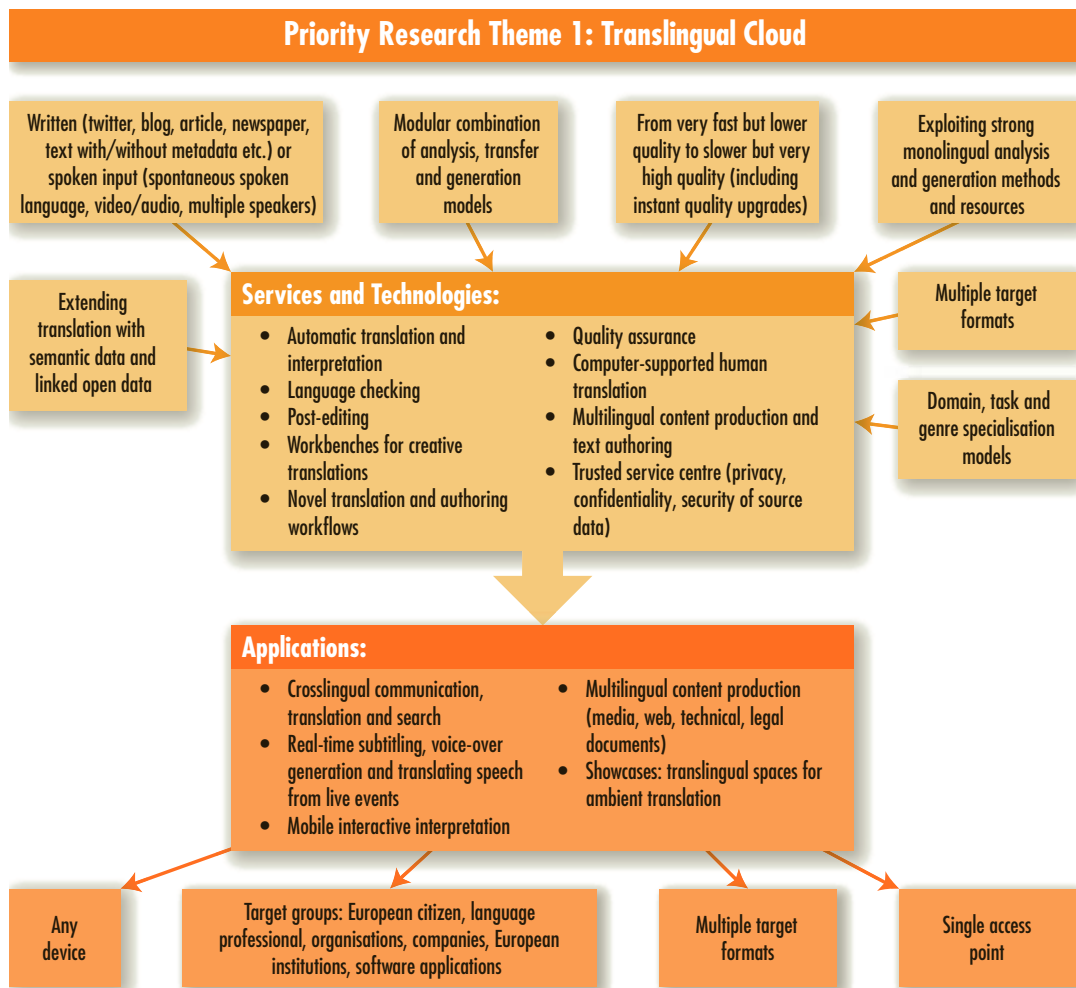 Priority Research Theme 1: Translingual Cloud
Written (twitter, blog, article, newspaper,
text with/without metadata etc.) or
spoken input (spontaneous spoken
language, video/audio, multiple speakers)
Modular combination
of analysis, transfer
and generation
models
From very fast but lower
quality to slower but very
high quality (including
instant quality upgrades)
Exploiting strong
monolingual analysis
and generation methods
and resources
Extending
translation with
semantic data and
linked open data
Services and Technologies:
• Automatic translation and
interpretation
• Language checking
• Post-editing
• Workbenches for creative
translations
• Novel translation and authoring
workflows
• Quality assurance
• Computer-supported human
translation
• Multilingual content production and
text authoring
• Trusted service centre (privacy,
confidentiality, security of source
data)
Multiple target
formats
Domain, task and
genre specialisation
models
Applications:
• Crosslingual communication,
translation and search
• Real-time subtitling, voice-over
generation and translating speech
from live events
• Mobile interactive interpretation
• Multilingual content production
(media, web, technical, legal
documents)
• Showcases: translingual spaces for
ambient translation
Any
device
Target groups: European citizen, language
professional, organisations, companies, European
institutions, software applications
Multiple target
formats
Single access
point